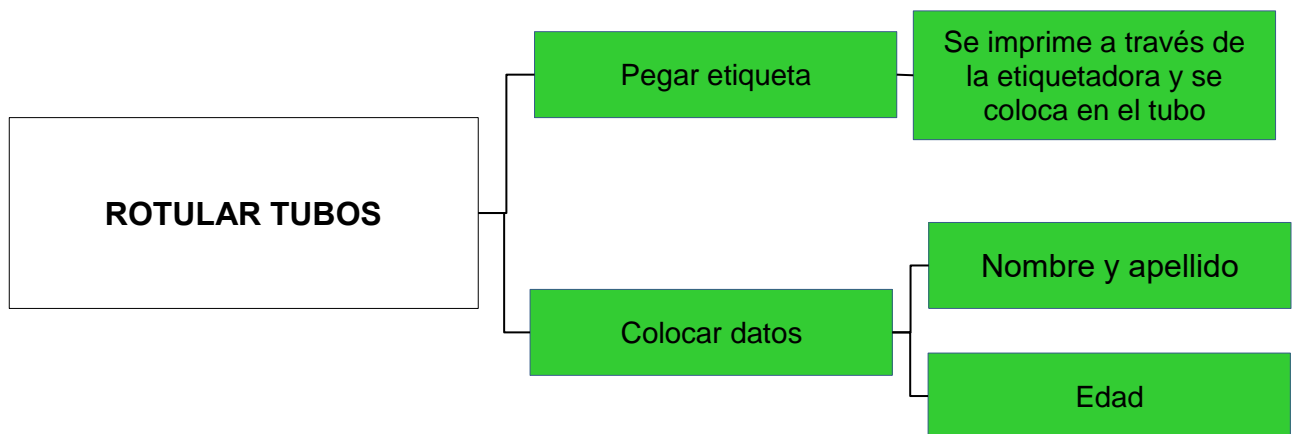 ROTULAR TUBOS
Pegar etiqueta
Se imprime a través de
la etiquetadora y se
coloca en el tubo
Colocar datos
Nombre y apellido
Edad